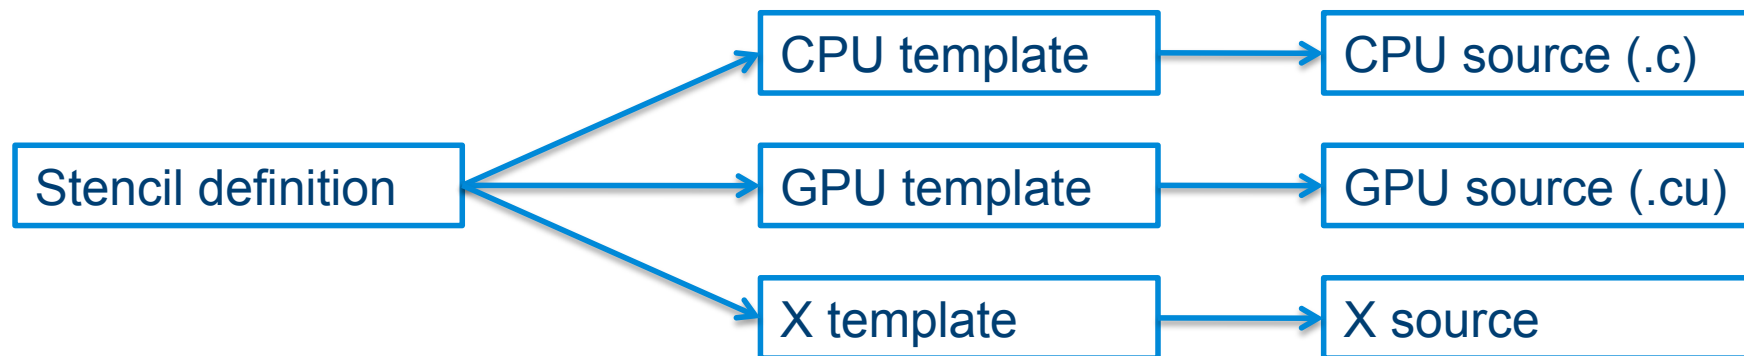 CPU template
CPU source (.c)
Stencil definition
GPU template
GPU source (.cu)
X template
X source